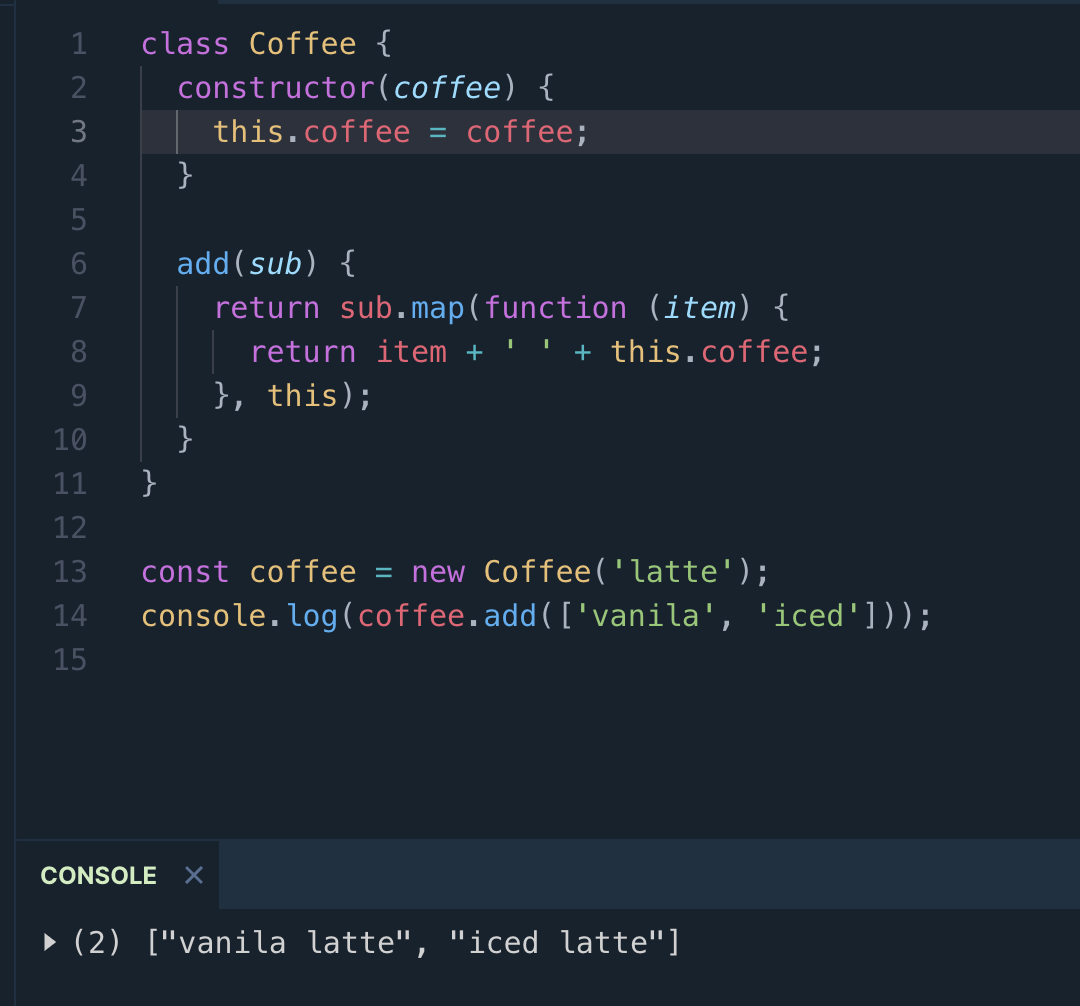 1 class Coffee {
2   constructor(coffee) {
3     this.coffee = coffee;
4   }
5
6   add(sub) {
7     return sub.map(function (item) {
8       return item + ' ' + this.coffee;
9     }, this);
10   }
11 }
12
13 const coffee = new Coffee('latte');
14 console.log(coffee.add(['vanila', 'iced']));
15
CONSOLE ×
▶ (2) ["vanila latte", "iced latte"]